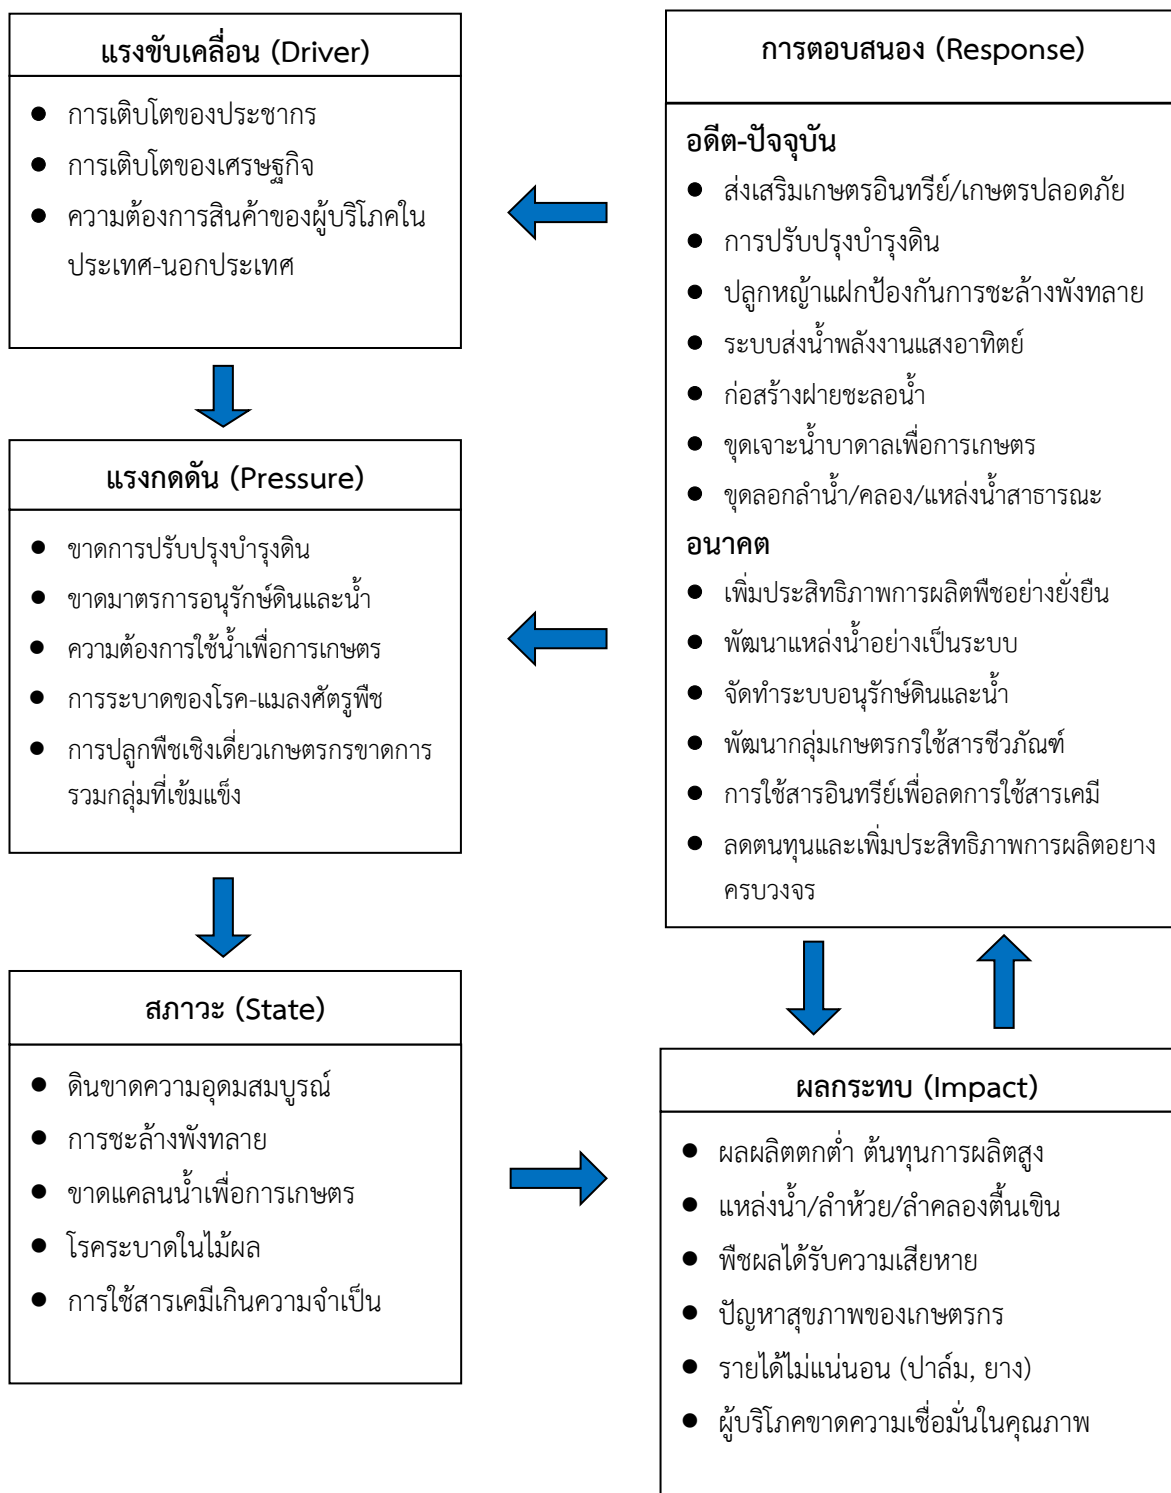 แรงขับเคลื่อน (Driver)
● การเติบโตของประชากร
● การเติบโตของเศรษฐกิจ
● ความต้องการสินค้าของผู้บริโภคใน
ประเทศ-นอกประเทศ
แรงกดดัน (Pressure)
● ขาดการปรับปรุงบำรุงดิน
● ขาดมาตรการอนุรักษ์ดินและน้ำ
● ความต้องการใช้น้ำเพื่อการเกษตร
● การระบาดของโรค-แมลงศัตรูพืช
● การปลูกพืชเชิงเดี่ยวเกษตรกรขาดการ
รวมกลุ่มที่เข้มแข็ง
สภาวะ (State)
● ดินขาดความอุดมสมบูรณ์
● การชะล้างพังทลาย
● ขาดแคลนน้ำเพื่อการเกษตร
● โรคระบาดในไม้ผล
● การใช้สารเคมีเกินความจำเป็น
การตอบสนอง (Response)
อดีต-ปัจจุบัน
● ส่งเสริมเกษตรอินทรีย์/เกษตรปลอดภัย
● การปรับปรุงบำรุงดิน
● ปลูกหญ้าแฝกป้องกันการชะล้างพังทลาย
● ระบบส่งน้ำพลังงานแสงอาทิตย์
● ก่อสร้างฝายชะลอน้ำ
● ขุดเจาะน้ำบาดาลเพื่อการเกษตร
● ขุดลอกลำน้ำ/คลอง/แหล่งน้ำสาธารณะ
อนาคต
● เพิ่มประสิทธิภาพการผลิตพืชอย่างยั่งยืน
● พัฒนาแหล่งน้ำอย่างเป็นระบบ
● จัดทำระบบอนุรักษ์ดินและน้ำ
● พัฒนากลุ่มเกษตรกรใช้สารชีวภัณฑ์
● การใช้สารอินทรีย์เพื่อลดการใช้สารเคมี
● ลดตนทุนและเพิ่มประสิทธิภาพการผลิตอยาง
ครบวงจร
ผลกระทบ (Impact)
● ผลผลิตตกต่ำ ต้นทุนการผลิตสูง
● แหล่งน้ำ/ลำห้วย/ลำคลองตื้นเขิน
● พืชผลได้รับความเสียหาย
● ปัญหาสุขภาพของเกษตรกร
● รายได้ไม่แน่นอน (ปาล์ม, ยาง)
● ผู้บริโภคขาดความเชื่อมั่นในคุณภาพ